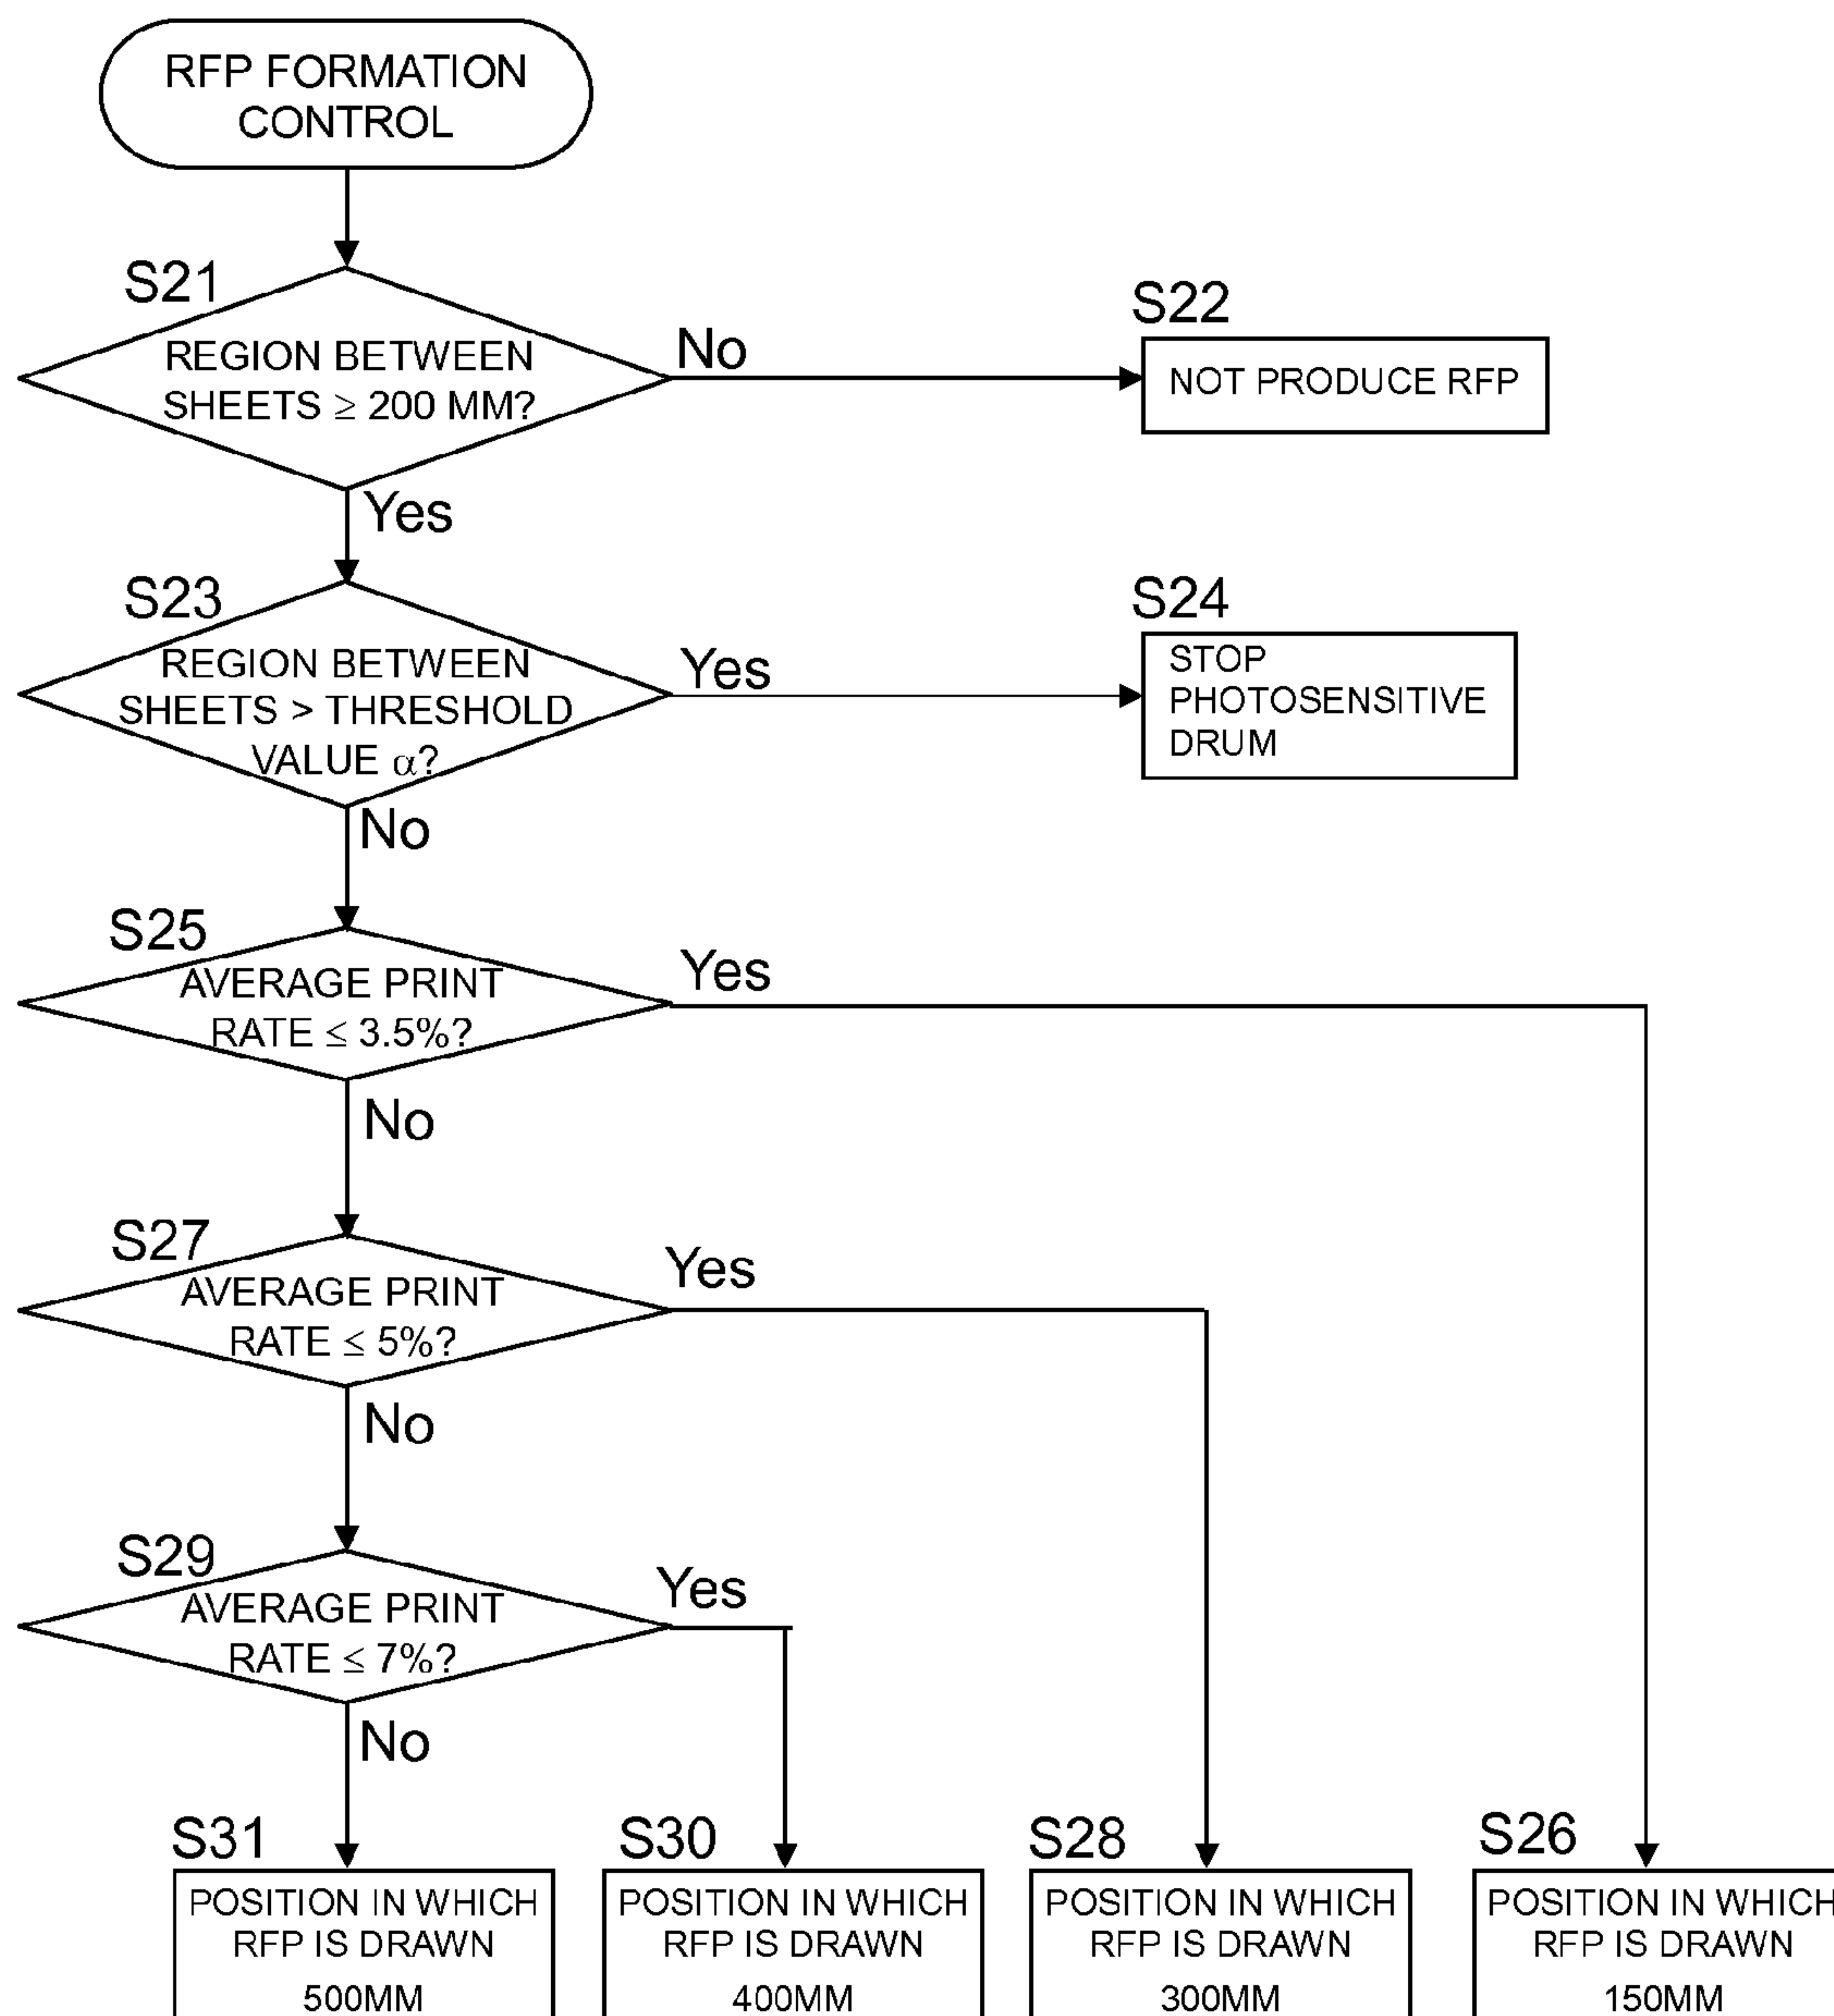 RFP FORMATION
CONTROL
S21
REGION BETWEEN
SHEETS ≥ 200 MM?
No
S22
NOT PRODUCE RFP
Yes
S23
REGION BETWEEN
SHEETS > THRESHOLD
VALUE α?
Yes
S24
STOP
PHOTOSENSITIVE
DRUM
No
S25
AVERAGE PRINT
RATE ≤ 3.5%?
Yes
No
S27
AVERAGE PRINT
RATE ≤ 5%?
Yes
No
S29
AVERAGE PRINT
RATE ≤ 7%?
Yes
No
S31
POSITION IN WHICH
RFP IS DRAWN
500MM
S30
POSITION IN WHICH
RFP IS DRAWN
400MM
S28
POSITION IN WHICH
RFP IS DRAWN
300MM
S26
POSITION IN WHICH
RFP IS DRAWN
150MM